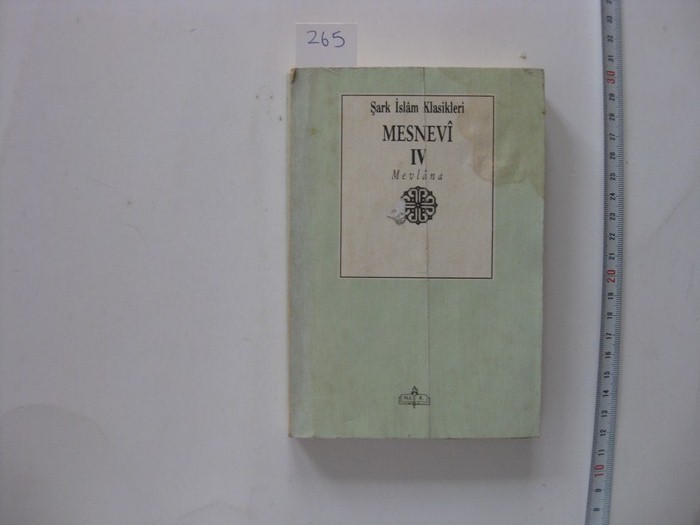 265
Şark İslâm Klasikleri
MESNEVÎ
IV
Mevlâna